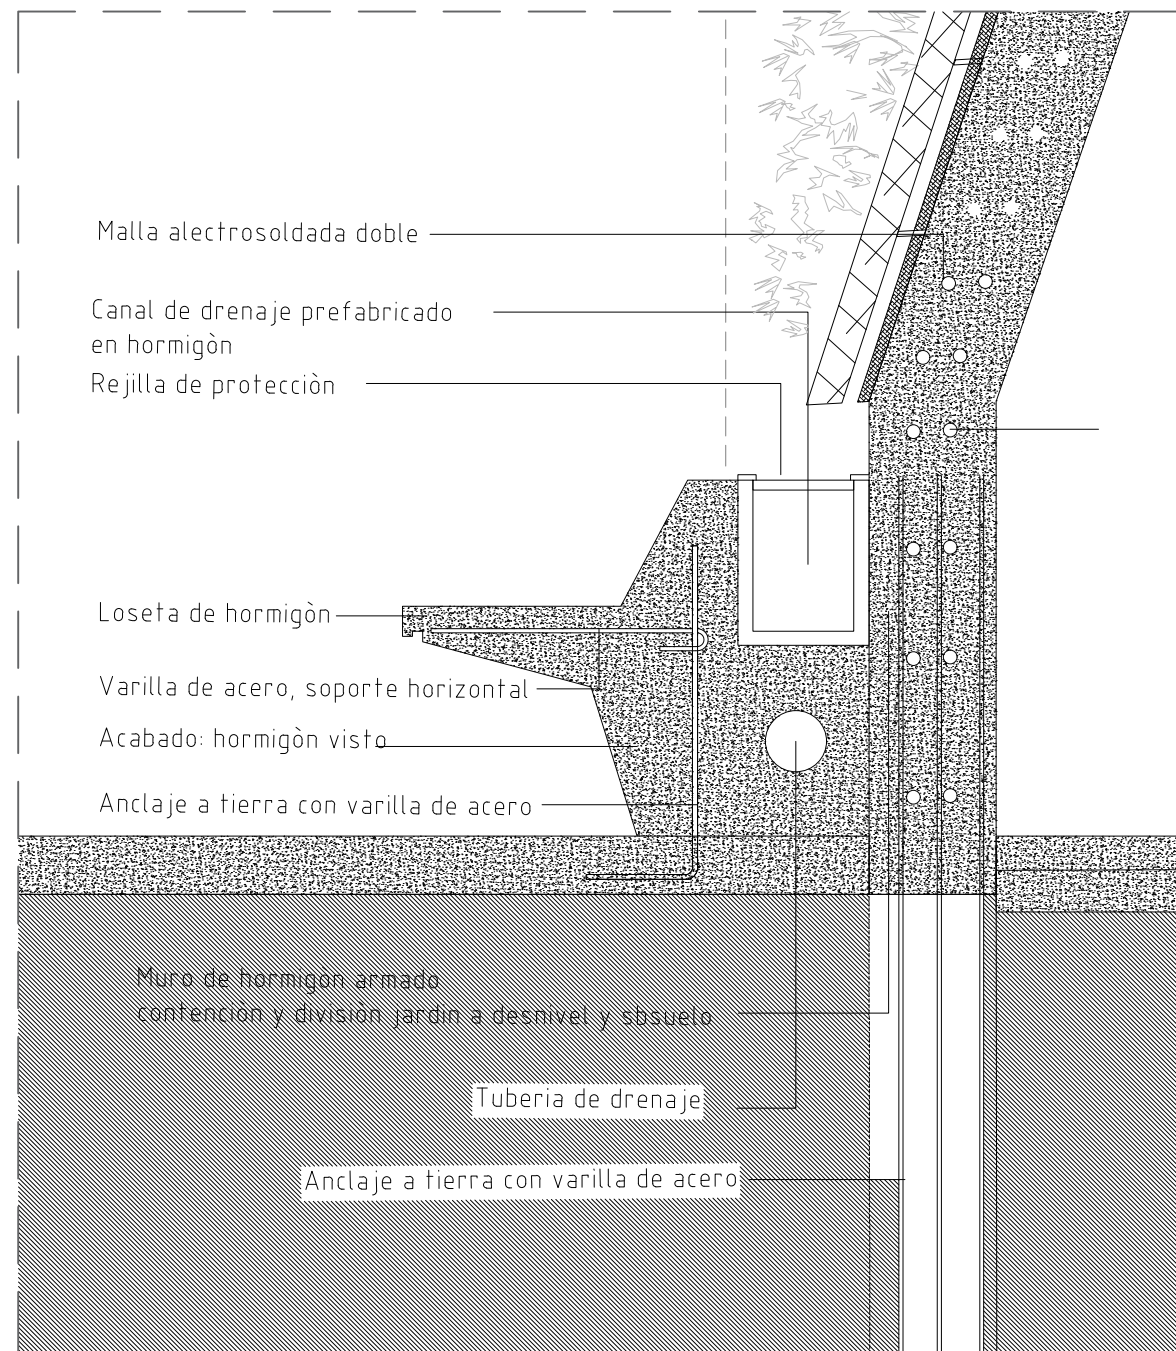 Malla alectrosoldada doble
Canal de drenaje prefabricado
en hormigòn
Rejilla de protecciòn
Loseta de hormigòn
Varilla de acero, soporte horizontal
Acabado: hormigòn visto
Anclaje a tierra con varilla de acero
Muro de hormigòn armado
contenciòn y divisiòn jardin a desnivel y sbsuelo
Tuberia de drenaje
Anclaje a tierra con varilla de acero